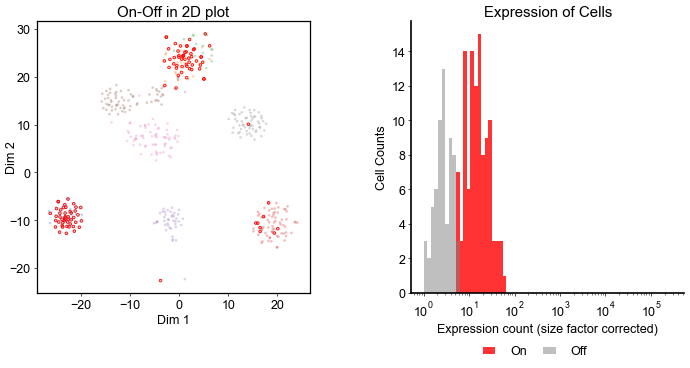 On-Off in 2D plot
30
20
10
0
−10
−20
Dim 2
−20 −10 0 10 20
Dim 1
Expression of Cells
14
12
10
8
6
4
2
0
Cell Counts
10⁰ 10¹ 10² 10³ 10⁴ 10⁵
Expression count (size factor corrected)
On Off